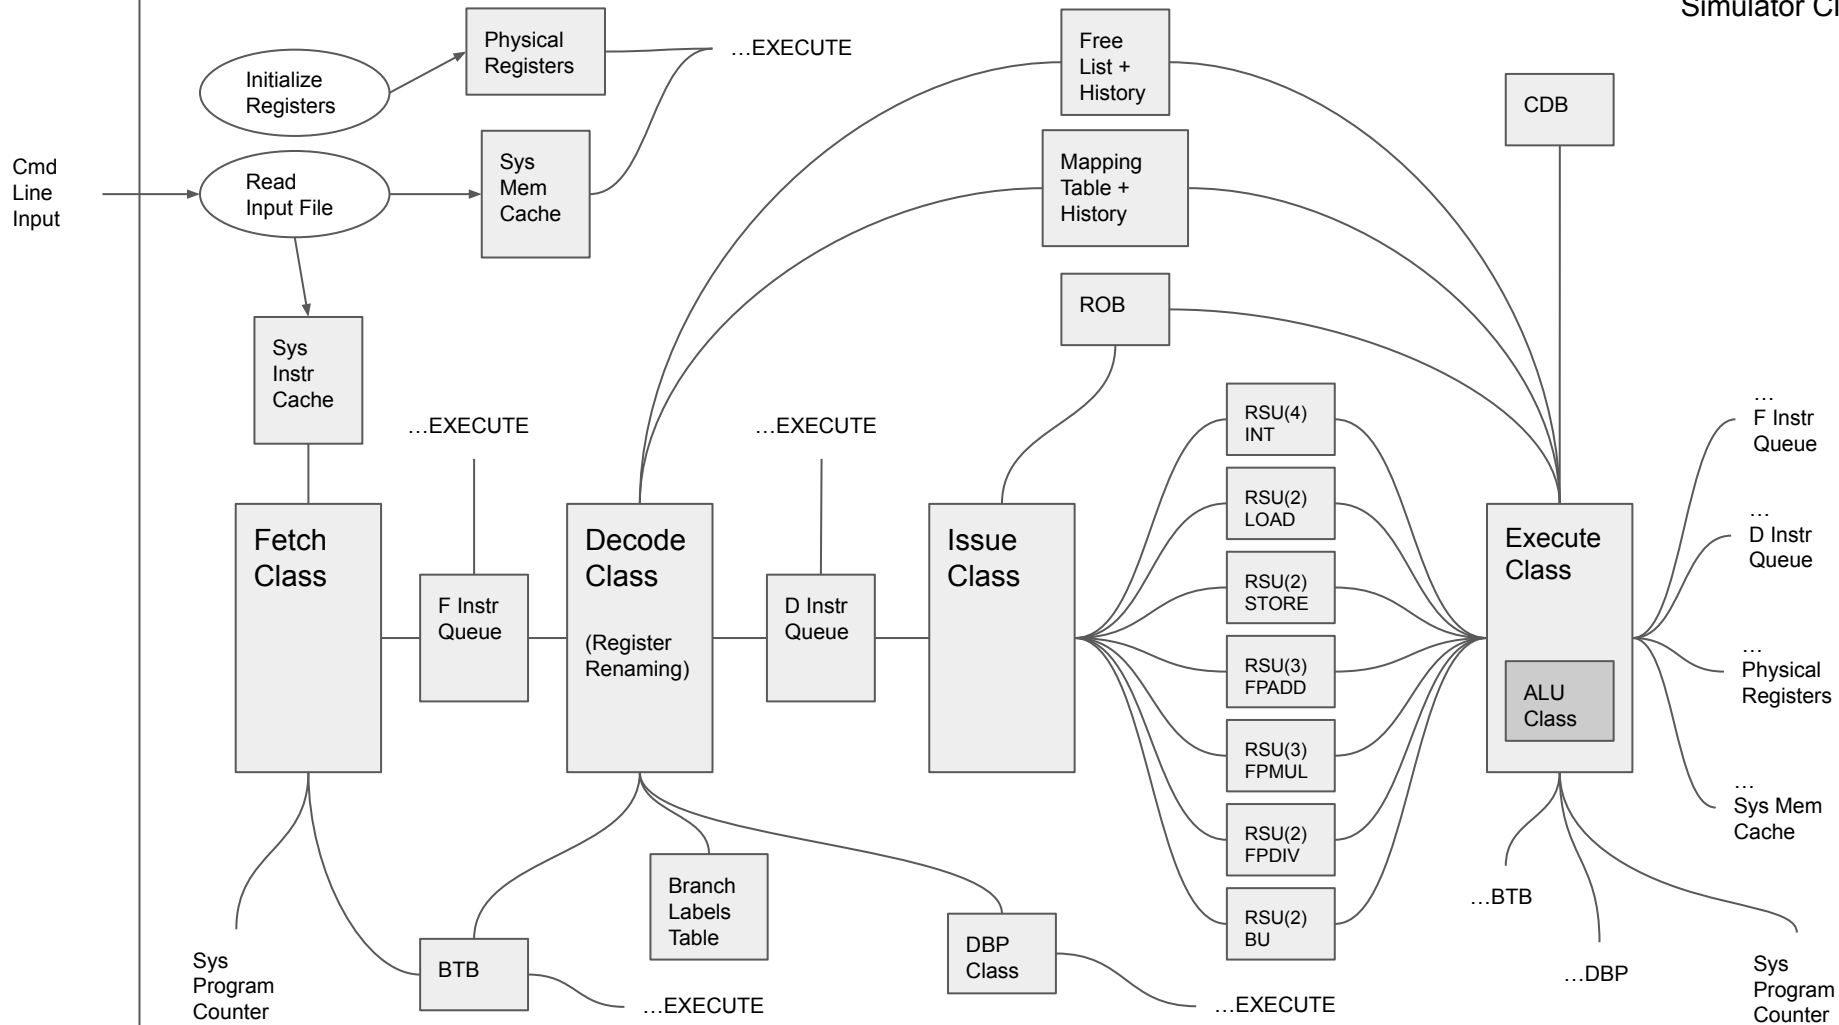 Simulator Cl
Physical
Registers
…EXECUTE
Free
List +
History
Initialize
Registers
CDB
Cmd
Line
Input
Read
Input File
Sys
Mem
Cache
Mapping
Table +
History
ROB
Sys
Instr
Cache
…EXECUTE
…EXECUTE
RSU(4)
INT
RSU(2)
LOAD
RSU(2)
STORE
RSU(3)
FPADD
RSU(3)
FPMUL
RSU(2)
FPDIV
RSU(2)
BU
…
F Instr
Queue
…
D Instr
Queue
…
Physical
Registers
…
Sys Mem
Cache
Fetch
Class
F Instr
Queue
Decode
Class
(Register
Renaming)
D Instr
Queue
Issue
Class
Execute
Class
ALU
Class
Sys
Program
Counter
BTB
…EXECUTE
Branch
Labels
Table
DBP
Class
…EXECUTE
…BTB
…DBP
Sys
Program
Counter